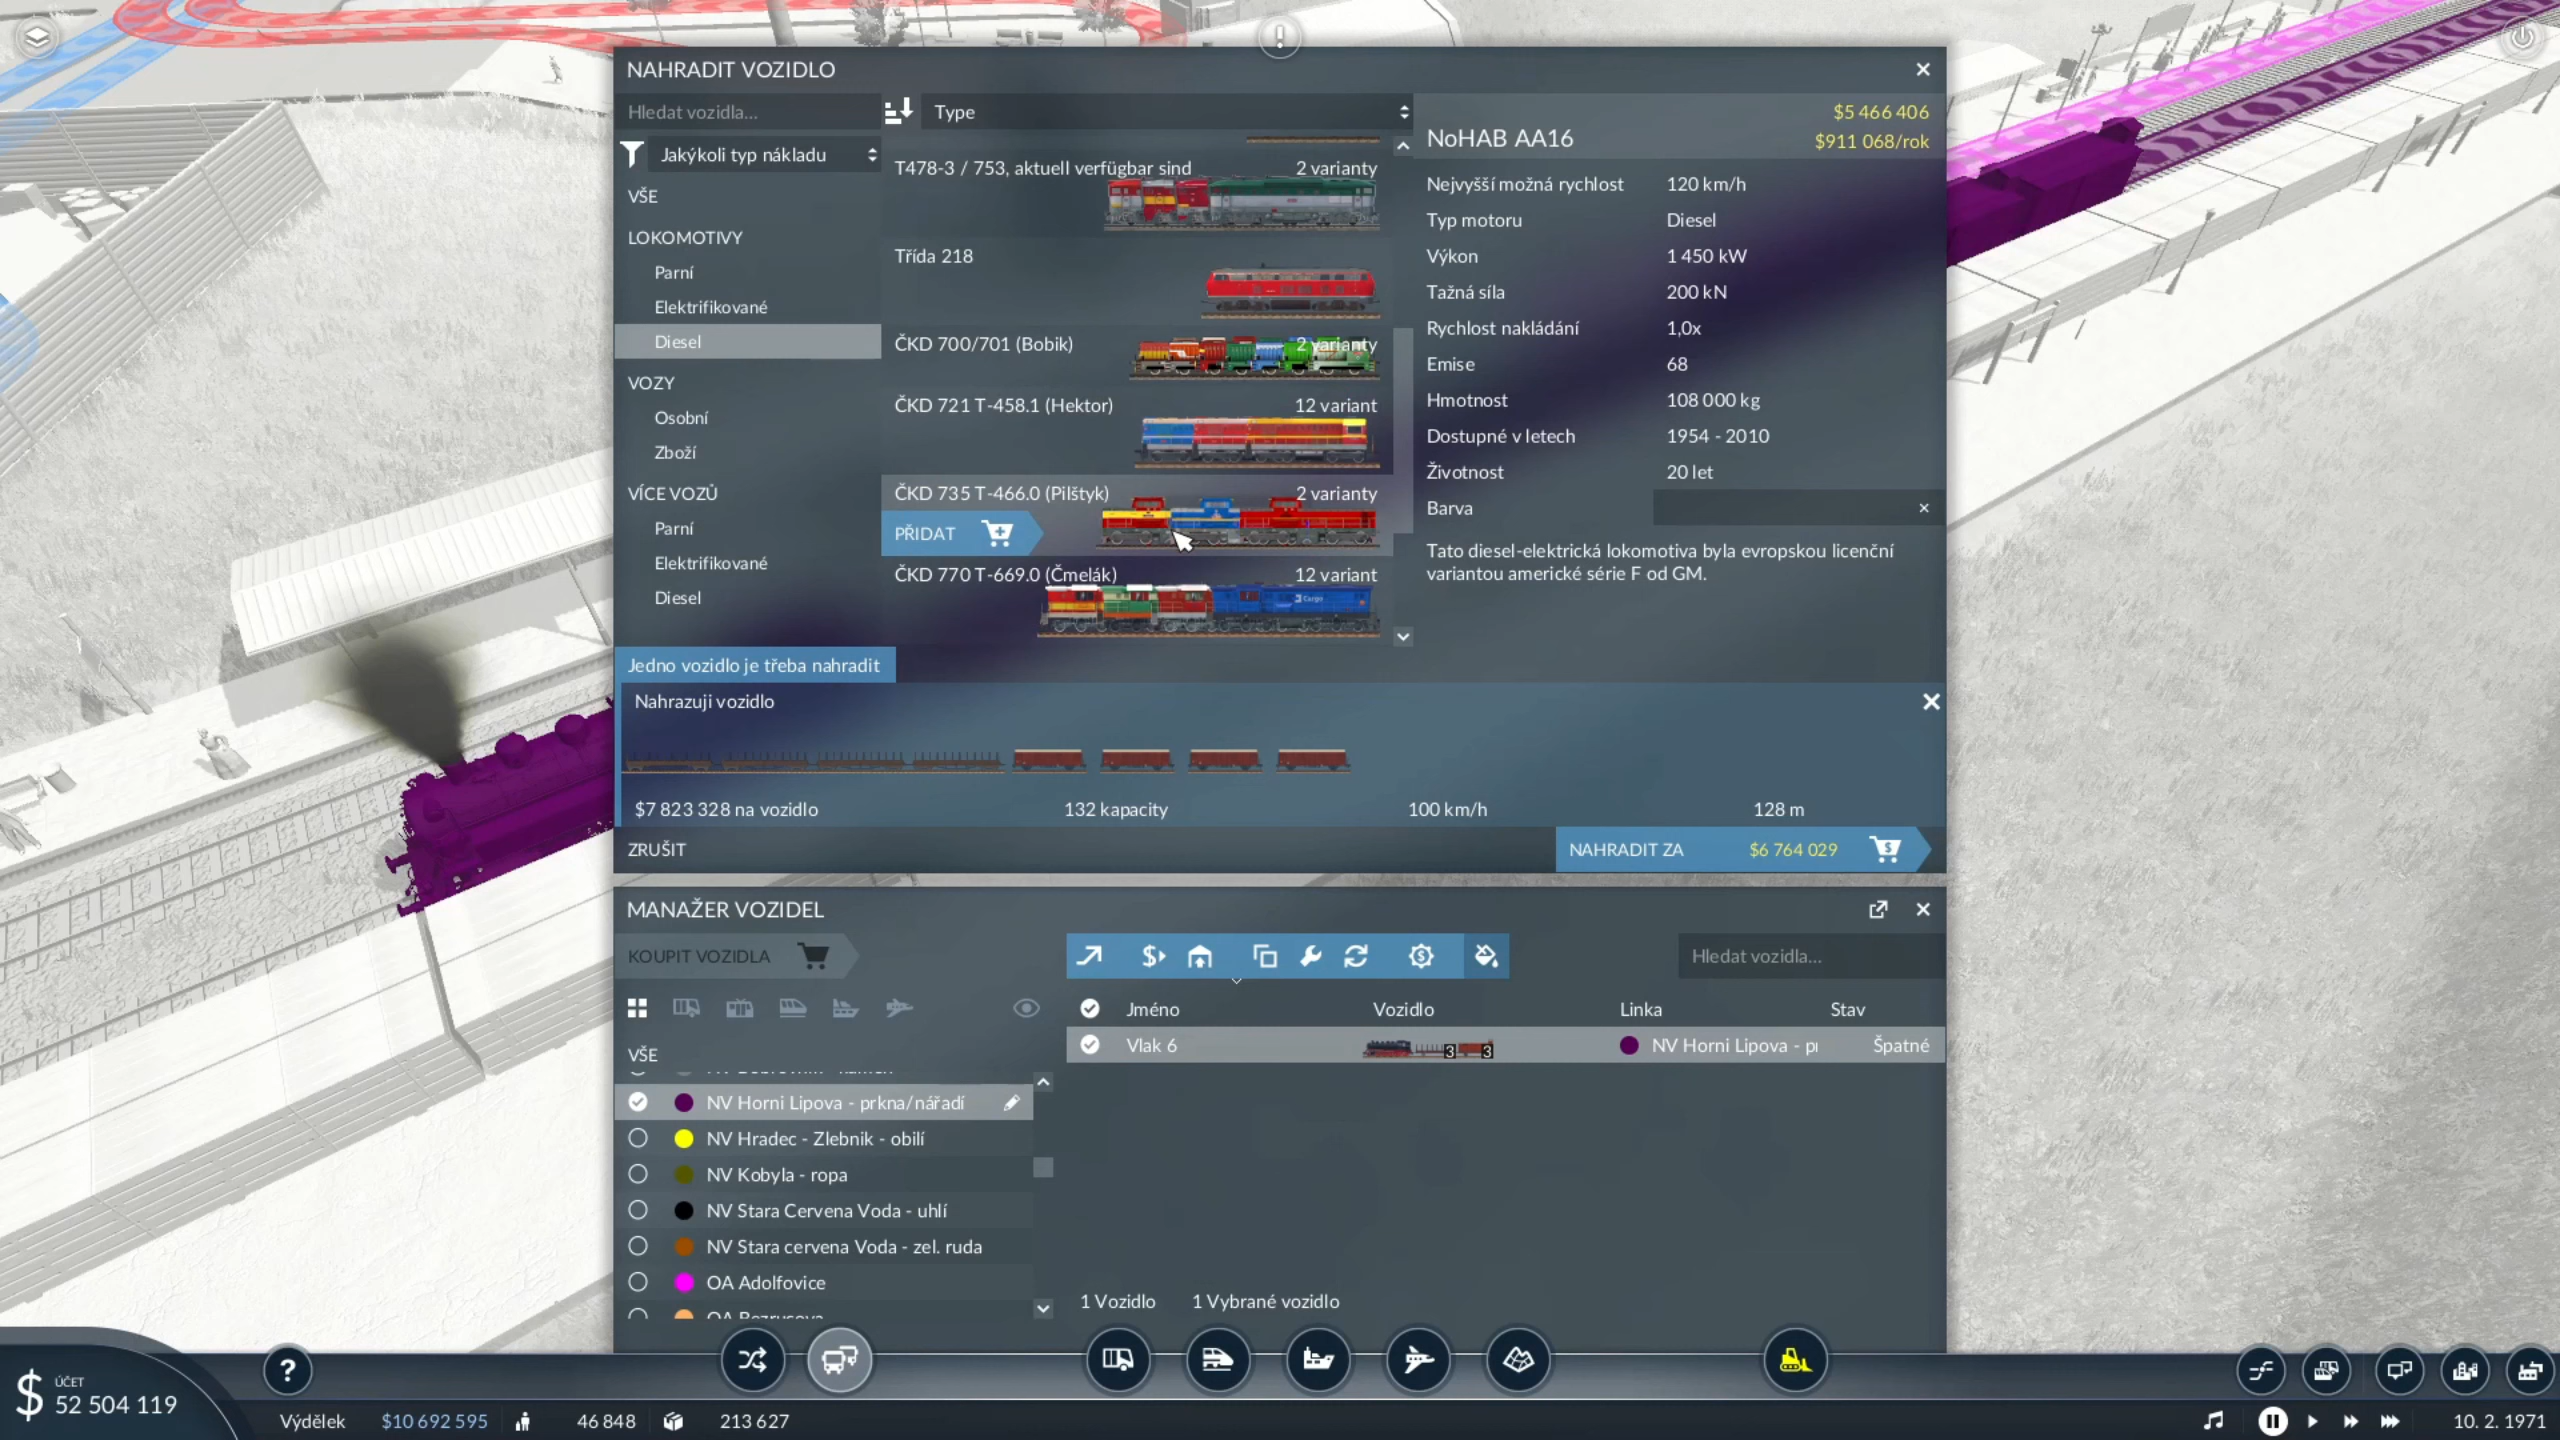 NAHRADIT VOZIDLO
Hledat vozidla...
Type
Jakýkoli typ nákladu
VŠE
LOKOMOTIVY
Parní
Elektrifikované
Diesel
VOZY
Osobní
Zboží
VÍCE VOZŮ
Parní
Elektrifikované
Diesel
T478-3 / 753, aktuell verfügbar sind
2 varianty
Třída 218
ČKD 700/701 (Bobik)
2 varianty
ČKD 721 T-458.1 (Hektor)
12 variant
ČKD 735 T-466.0 (Pilštyk)
2 varianty
PŘIDAT
ČKD 770 T-669.0 (Čmelák)
12 variant
Cargo
NoHAB AA16
$5 466 406
$911 068/rok
Nejvyšší možná rychlost 120 km/h
Typ motoru Diesel
Výkon 1 450 kW
Tažná síla 200 kN
Rychlost nakládání 1,0x
Emise 68
Hmotnost 108 000 kg
Dostupné v letech 1954 - 2010
Životnost 20 let
Barva
Tato diesel-elektrická lokomotiva byla evropskou licenční
variantou americké série F od GM.
Jedno vozidlo je třeba nahradit
Nahrazuji vozidlo
$7 823 328 na vozidlo 132 kapacity 100 km/h 128 m
ZRUŠIT
NAHRADIT ZA $6 764 029
MANAŽER VOZIDEL
KOUPIT VOZIDLA
Hledat vozidla...
VŠE
NV Horni Lipova - prkna/nářadí
NV Hradec - Zlebnik - obilí
NV Kobyla - ropa
NV Stara Cervena Voda - uhlí
NV Stara cervena Voda - zel. ruda
OA Adolfovice
Jméno Vozidlo Linka Stav
Vlak 6 3 3 NV Horni Lipova - pr Špatné
1 Vozidlo 1 Vybrané vozidlo
?
$ ÚČET
52 504 119
Výdělek $10 692 595 46 848 213 627
10. 2. 1971